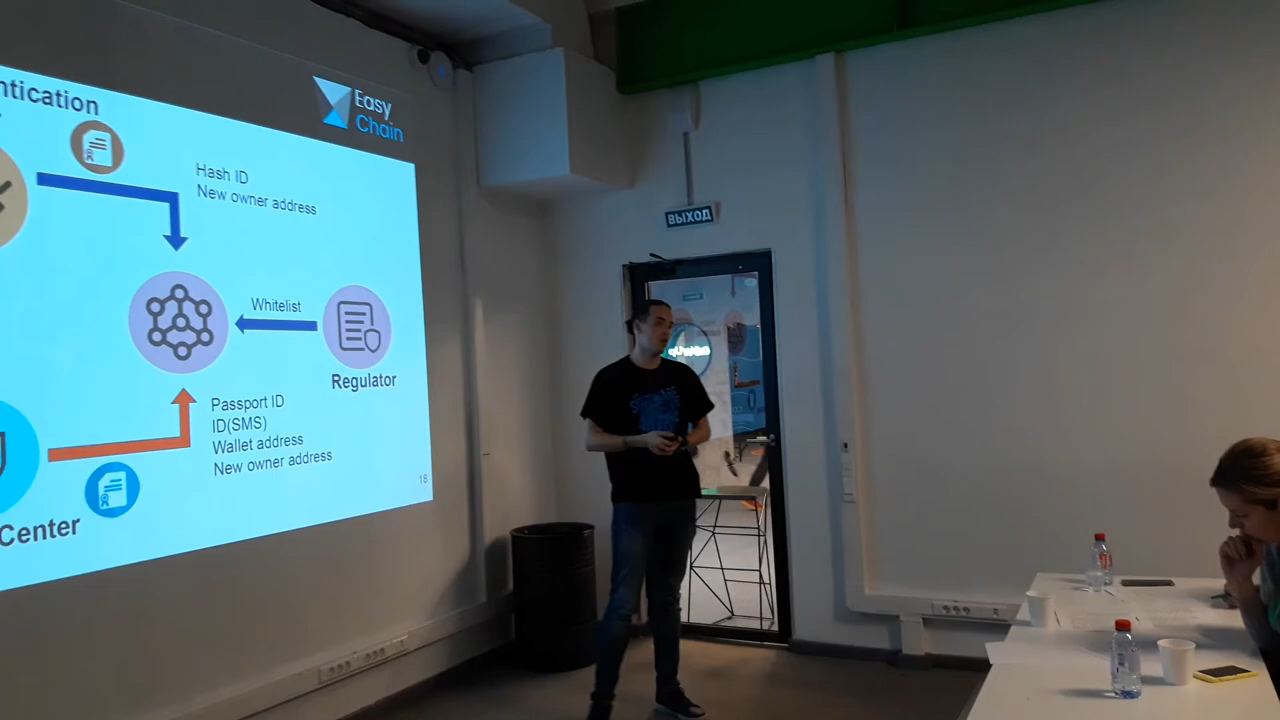 ntication
Easy
Chain
Hash ID
New owner address
Whitelist
Regulator
Passport ID
ID(SMS)
Wallet address
New owner address
18
Center
ВЫХОД